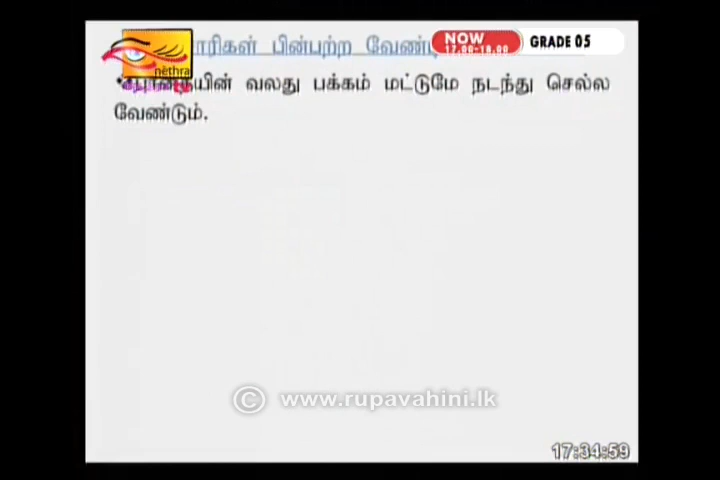 பின்பற்ற
NOW
17.00-18.00
GRADE 05
nethra
வலது பக்கம் மட்டுமே நடந்து செல்ல
வேண்டும்.
© www.rupavahini.lk
17:34:59